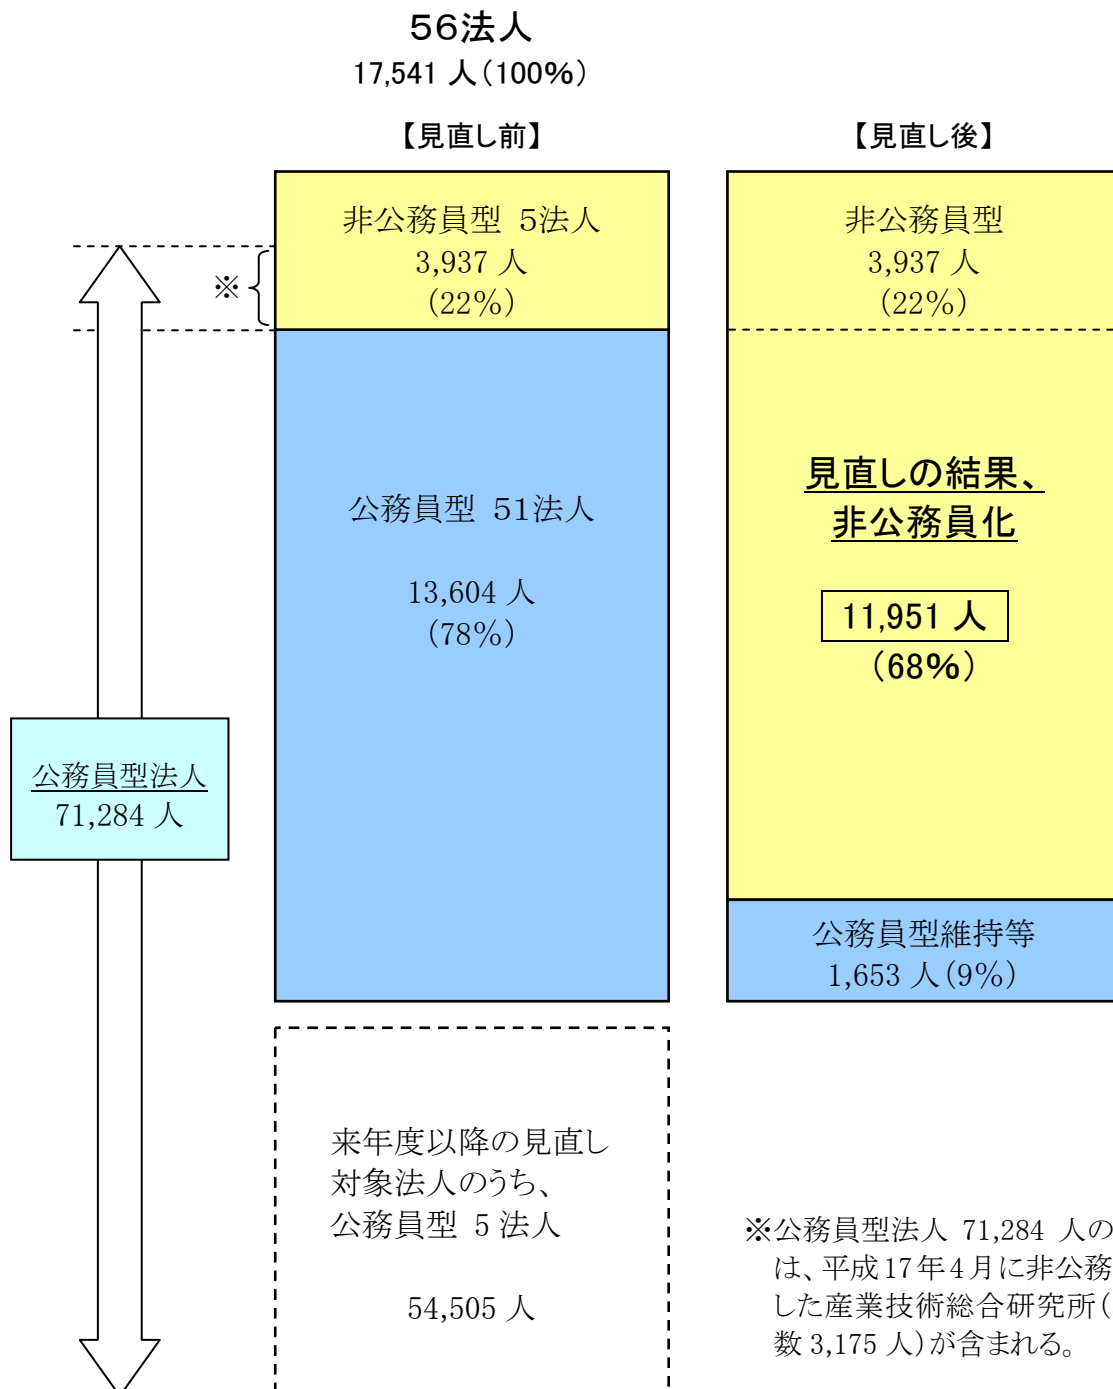 56法人
17,541 人(100%)
【見直し前】
【見直し後】
非公務員型 5法人
3,937 人
(22%)
※
公務員型 51法人
13,604 人
(78%)
公務員型法人
71,284 人
非公務員型
3,937 人
(22%)
見直しの結果、
非公務員化
11,951 人
(68%)
公務員型維持等
1,653 人(9%)
来年度以降の見直し
対象法人のうち、
公務員型 5 法人
54,505 人
※公務員型法人 71,284 人の
は、平成17年4月に非公務
した産業技術総合研究所(
数 3,175 人)が含まれる。